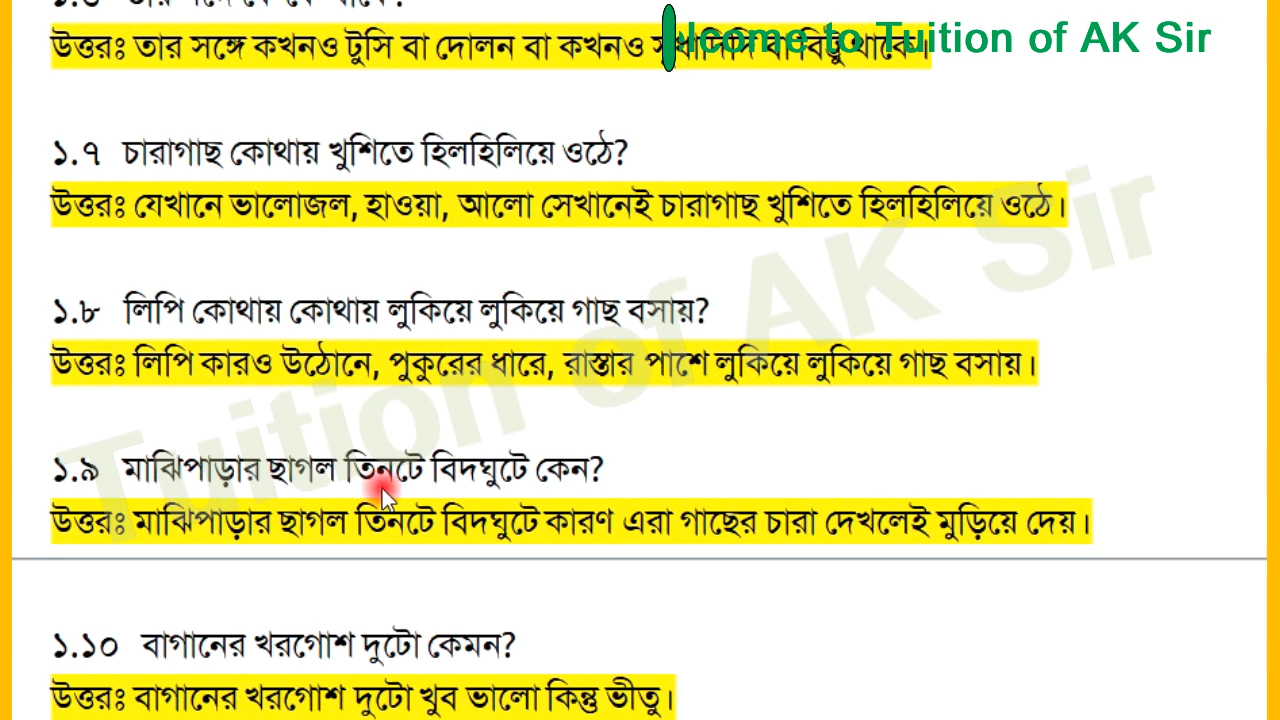 উত্তরঃ তার সঙ্গে কখনও টুসি বা দোলন বা কখনও
lcome to Tuition of AK Sir
১.৭ চারাগাছ কোথায় খুশিতে হিলহিলিয়ে ওঠে?
উত্তরঃ যেখানে ভালোজল, হাওয়া, আলো সেখানেই চারাগাছ খুশিতে হিলহিলিয়ে ওঠে।
১.৮ লিপি কোথায় কোথায় লুকিয়ে লুকিয়ে গাছ বসায়?
উত্তরঃ লিপি কারও উঠোনে, পুকুরের ধারে, রাস্তার পাশে লুকিয়ে লুকিয়ে গাছ বসায়।
১.৯ মাঝিপাড়ার ছাগল তিনটে বিদঘুটে কেন?
উত্তরঃ মাঝিপাড়ার ছাগল তিনটে বিদঘুটে কারণ এরা গাছের চারা দেখলেই মুড়িয়ে দেয়।
১.১০ বাগানের খরগোশ দুটো কেমন?
উত্তরঃ বাগানের খরগোশ দুটো খুব ভালো কিন্তু ভীতু।
Tuition of AK Sir